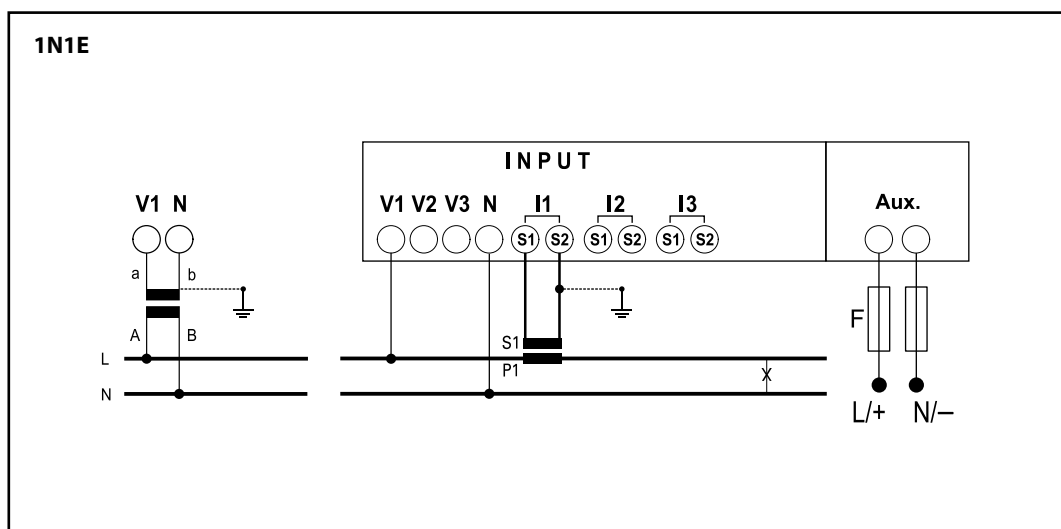 1N1E
INPUT
V1 N
V1 V2 V3 N I1 I2 I3
Aux.
S1 S2 S1 S2 S1 S2
a b
F
A B
S1
L
P1
X
N
L/+ N/–